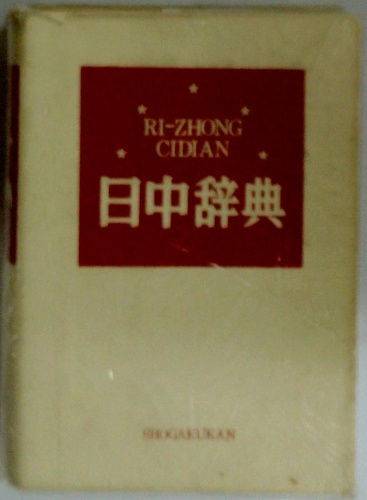 RI-ZHONG
CIDIAN
日中辞典
SHOGAKUKAN